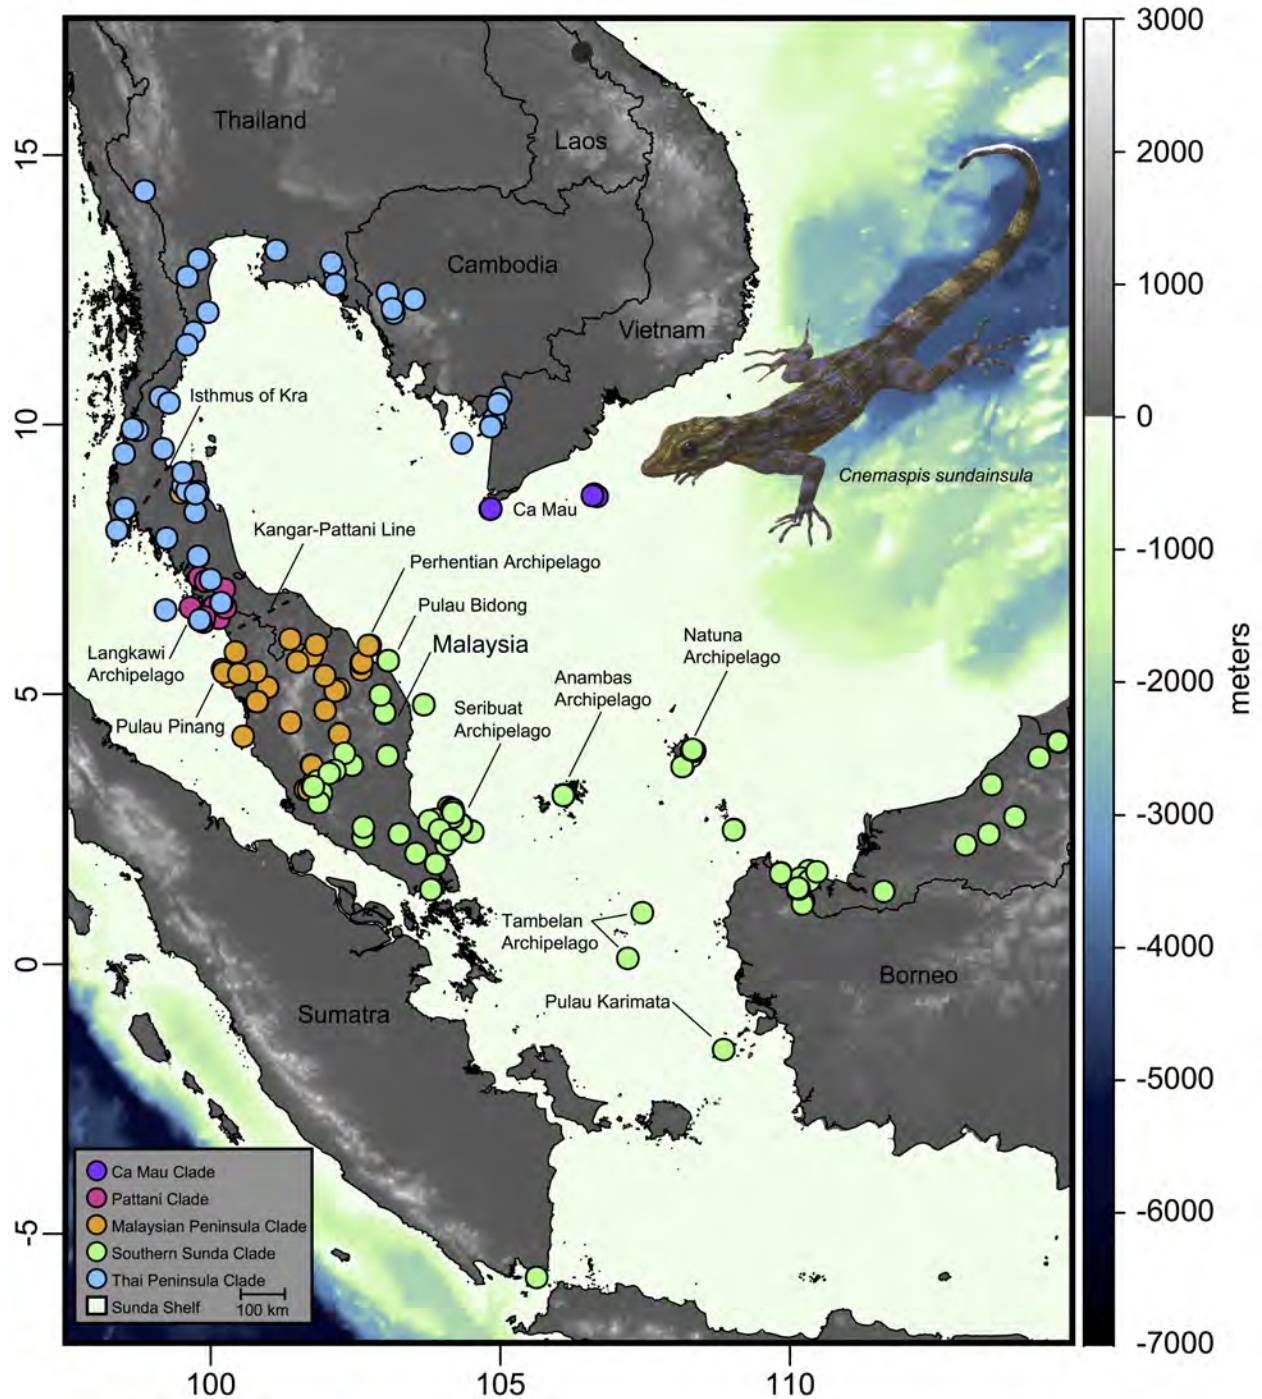 3000
2000
1000
0
-1000
-2000
-3000
-4000
-5000
-6000
-7000
meters
15
10
5
0
-5
100
105
110
Thailand
Laos
Cambodia
Vietnam
Isthmus of Kra
Cnemaspis sundainsula
Ca Mau
Kangar-Pattani Line
Perhentian Archipelago
Pulau Bidong
Malaysia
Langkawi
Archipelago
Pulau Pinang
Seribuat
Archipelago
Anambas
Archipelago
Natuna
Archipelago
Tambelan
Archipelago
Pulau Karimata
Borneo
Sumatra
Ca Mau Clade
Pattani Clade
Malaysian Peninsula Clade
Southern Sunda Clade
Thai Peninsula Clade
Sunda Shelf
100 km